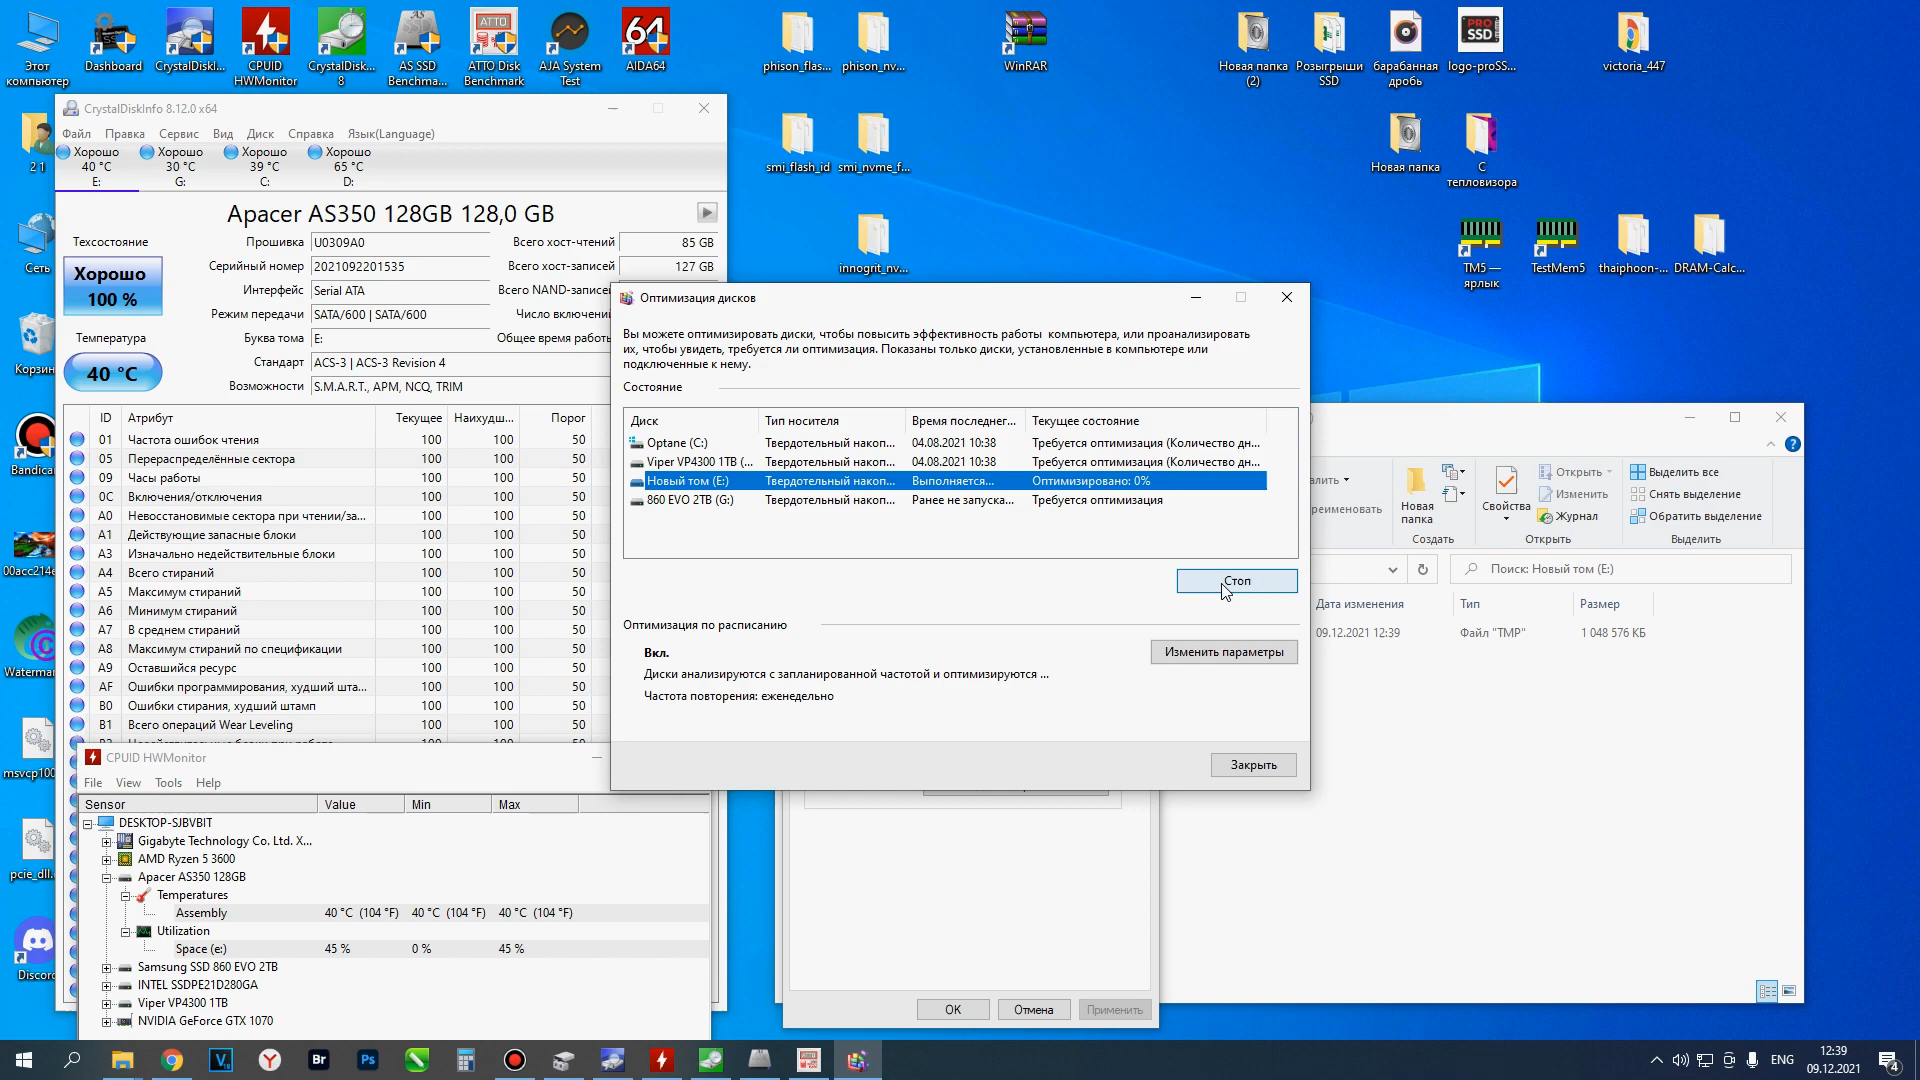 Этот компьютер
Dashboard
CrystalDiskI...
CPUID HWMonitor
CrystalDisk... 8
AS SSD Benchma...
ATTO Disk Benchmark
AJA System Test
AIDA64
phison_flas...
phison_nv...
WinRAR
Новая папка (2)
Розыгрыши SSD
барабанная дробь
logo-proSS...
victoria_447
2 1
smi_flash_id
smi_nvme_f...
Новая папка
С тепловизора
Сеть
innogrit_nv...
TM5 — ярлык
TestMem5
thaiphoon-...
DRAM-Calc...
Корзин
Bandica
00acc214e
Waterma
msvcp100
pcie_dll.
Discord
CrystalDiskInfo 8.12.0 x64
Файл Правка Сервис Вид Диск Справка Язык(Language)
Хорошо Хорошо Хорошо Хорошо
40 °C 30 °C 39 °C 65 °C
E: G: C: D:
Apacer AS350 128GB 128,0 GB
Техсостояние
Хорошо
100 %
Температура
40 °C
Прошивка U0309A0 Всего хост-чтений 85 GB
Серийный номер 2021092201535 Всего хост-записей 127 GB
Интерфейс Serial ATA Всего NAND-записей
Режим передачи SATA/600 | SATA/600 Число включений
Буква тома E: Общее время работы
Стандарт ACS-3 | ACS-3 Revision 4
Возможности S.M.A.R.T., APM, NCQ, TRIM
ID Атрибут Текущее Наихудш... Порог
01 Частота ошибок чтения 100 100 50
05 Перераспределённые сектора 100 100 50
09 Часы работы 100 100 50
0C Включения/отключения 100 100 50
A0 Невосстановимые сектора при чтении/за... 100 100 50
A1 Действующие запасные блоки 100 100 50
A3 Изначально недействительные блоки 100 100 50
A4 Всего стираний 100 100 50
A5 Максимум стираний 100 100 50
A6 Минимум стираний 100 100 50
A7 В среднем стираний 100 100 50
A8 Максимум стираний по спецификации 100 100 50
A9 Оставшийся ресурс 100 100 50
AF Ошибки программирования, худший шта... 100 100 50
B0 Ошибки стирания, худший штамп 100 100 50
B1 Всего операций Wear Leveling 100 100 50
100 100 50
Оптимизация дисков
Вы можете оптимизировать диски, чтобы повысить эффективность работы компьютера, или проанализировать
их, чтобы увидеть, требуется ли оптимизация. Показаны только диски, установленные в компьютере или
подключенные к нему.
Состояние
Диск Тип носителя Время последнег... Текущее состояние
Optane (C:) Твердотельный накоп... 04.08.2021 10:38 Требуется оптимизация (Количество дн...
Viper VP4300 1TB (... Твердотельный накоп... 04.08.2021 10:38 Требуется оптимизация (Количество дн...
Новый том (E:) Твердотельный накоп... Выполняется... Оптимизировано: 0%
860 EVO 2TB (G:) Твердотельный накоп... Ранее не запуска... Требуется оптимизация
Стоп
Оптимизация по расписанию
Вкл.
Изменить параметры
Диски анализируются с запланированной частотой и оптимизируются ...
Частота повторения: еженедельно
Закрыть
OK Отмена Применить
CPUID HWMonitor
File View Tools Help
Sensor Value Min Max
DESKTOP-SJBVBIT
Gigabyte Technology Co. Ltd. X...
AMD Ryzen 5 3600
Apacer AS350 128GB
Temperatures
Assembly 40 °C (104 °F) 40 °C (104 °F) 40 °C (104 °F)
Utilization
Space (e:) 45 % 0 % 45 %
Samsung SSD 860 EVO 2TB
INTEL SSDPE21D280GA
Viper VP4300 1TB
NVIDIA GeForce GTX 1070
алить
реименовать
Новая папка
Создать
Свойства
Открыть
Изменить
Журнал
Открыть
Выделить все
Снять выделение
Обратить выделение
Выделить
Поиск: Новый том (E:)
Дата изменения Тип Размер
09.12.2021 12:39 Файл "TMP" 1 048 576 КБ
ENG
12:39
09.12.2021
4